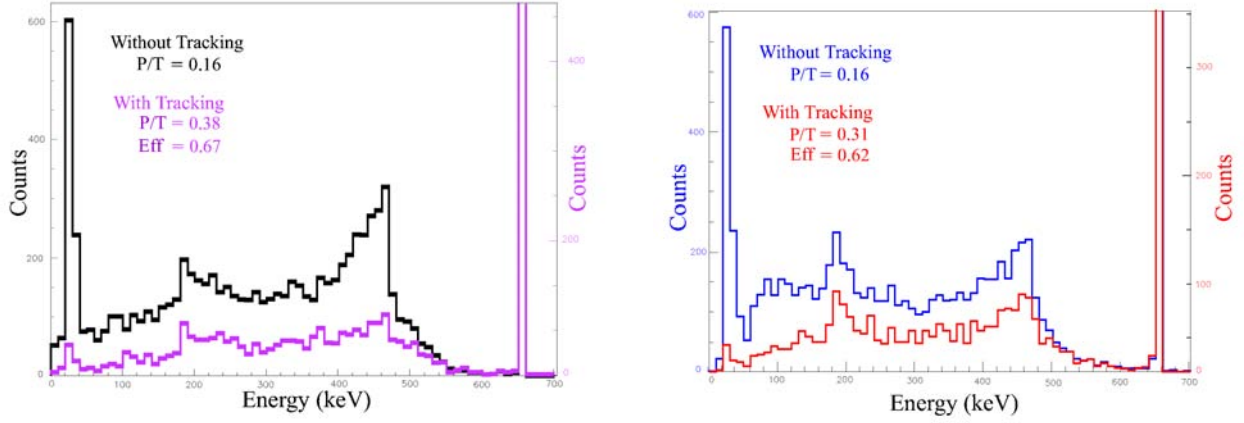 600
400
200
0
Counts
Without Tracking
P/T = 0.16
With Tracking
P/T = 0.38
Eff = 0.67
400
200
0
Counts
0 100 200 300 400 500 600 700
Energy (keV)
600
400
200
0
Counts
Without Tracking
P/T = 0.16
With Tracking
P/T = 0.31
Eff = 0.62
300
200
100
0
Counts
0 100 200 300 400 500 600 700
Energy (keV)